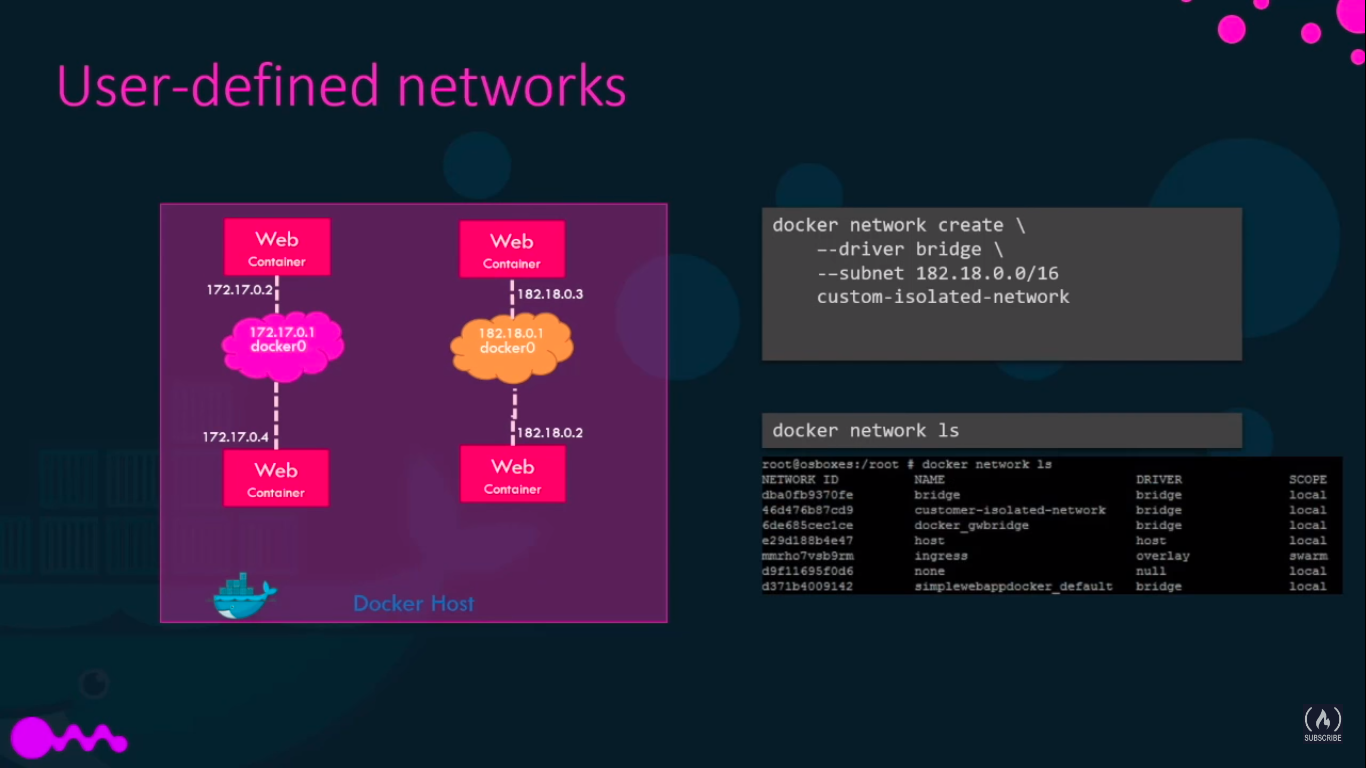 User-defined networks
Web
Container
172.17.0.2
172.17.0.1
docker0
172.17.0.4
Web
Container
Web
Container
182.18.0.3
182.18.0.1
docker0
182.18.0.2
Web
Container
Docker Host
docker network create \
--driver bridge \
--subnet 182.18.0.0/16
custom-isolated-network
docker network ls
root@osboxes:/root # docker network ls
NETWORK ID NAME DRIVER SCOPE
dba0fb9370fe bridge bridge local
46d476b87cd9 customer-isolated-network bridge local
6de685cec1ce docker_gwbridge bridge local
e29d188b4e47 host host local
mmrho7vsb9rm ingress overlay swarm
d9f11695f0d6 none null local
d371b4009142 simplewebappdocker_default bridge local
SUBSCRIBE